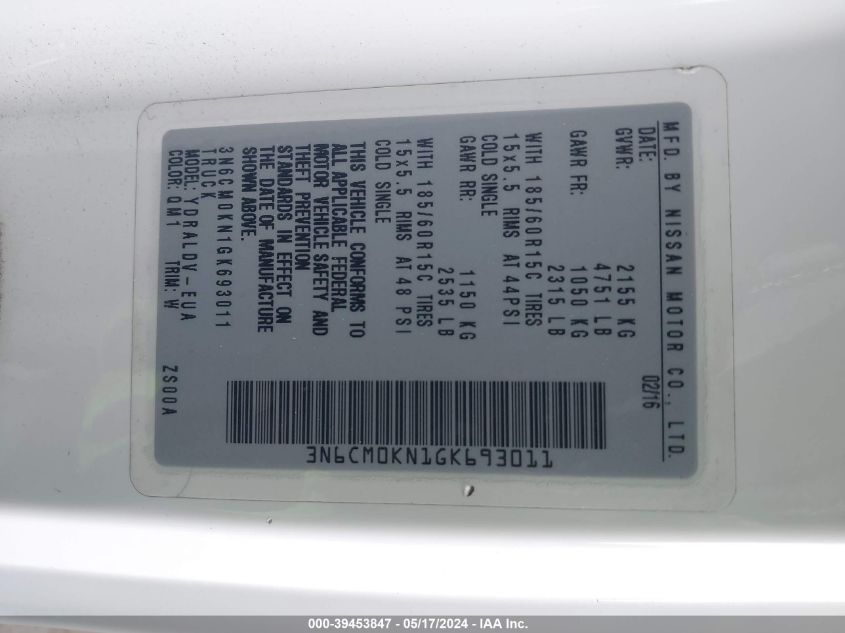 MFD. BY NISSAN MOTOR CO., LTD.
DATE: 02/16
GVWR: 2155 KG
4751 LB
GAWR FR: 1050 KG
2315 LB
WITH 185/60R15C TIRES
15x5.5 RIMS AT 44PSI
COLD SINGLE
GAWR RR: 1150 KG
2535 LB
WITH 185/60R15C TIRES
15x5.5 RIMS AT 48 PSI
COLD SINGLE
THIS VEHICLE CONFORMS TO
ALL APPLICABLE FEDERAL
MOTOR VEHICLE SAFETY AND
THEFT PREVENTION
STANDARDS IN EFFECT ON
THE DATE OF MANUFACTURE
SHOWN ABOVE.
3N6CM0KN1GK693011
TRUCK
MODEL: YDRALDV-EUA
COLOR: QM1 TRIM: W ZS00A
3N6CM0KN1GK693011
000-39453847 - 05/17/2024 - IAA Inc.